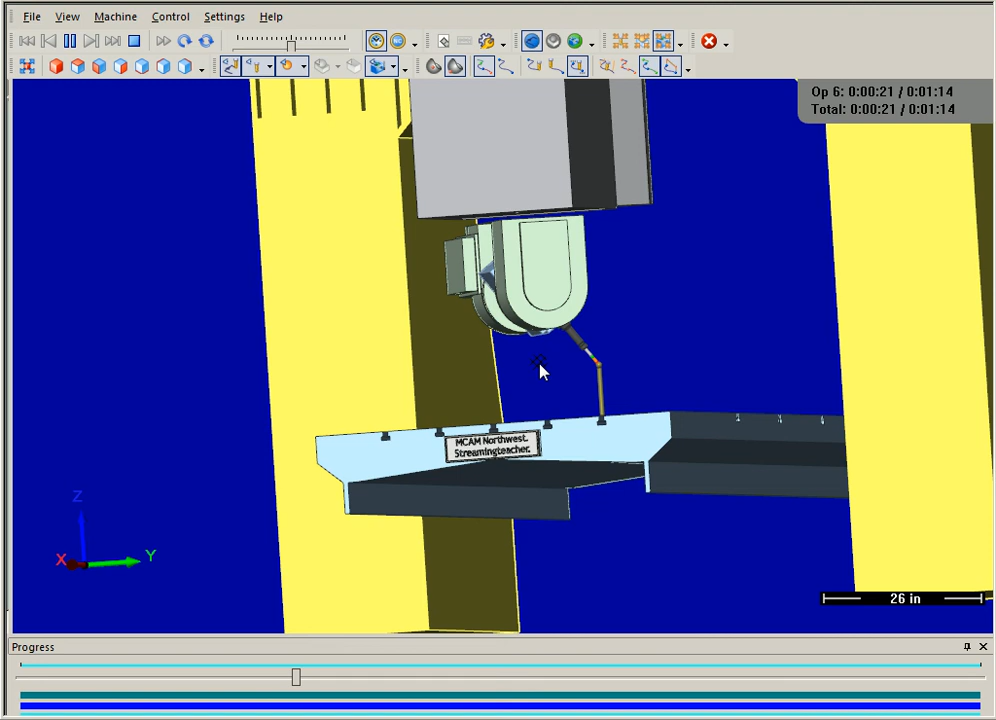 File View Machine Control Settings Help
Op 6: 0:00:21 / 0:01:14
Total: 0:00:21 / 0:01:14
MCAM Northwest.
Streamingteacher.
Z
X
Y
26 in
Progress